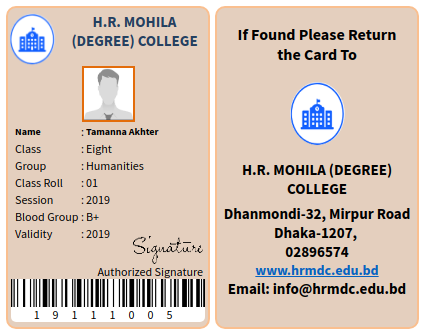 H.R. MOHILA
(DEGREE) COLLEGE
Name : Tamanna Akhter
Class : Eight
Group : Humanities
Class Roll : 01
Session : 2019
Blood Group : B+
Validity : 2019
Signature
Authorized Signature
1 9 1 1 1 0 0 5
If Found Please Return
the Card To
H.R. MOHILA (DEGREE)
COLLEGE
Dhanmondi-32, Mirpur Road
Dhaka-1207,
02896574
www.hrmdc.edu.bd
Email: info@hrmdc.edu.bd